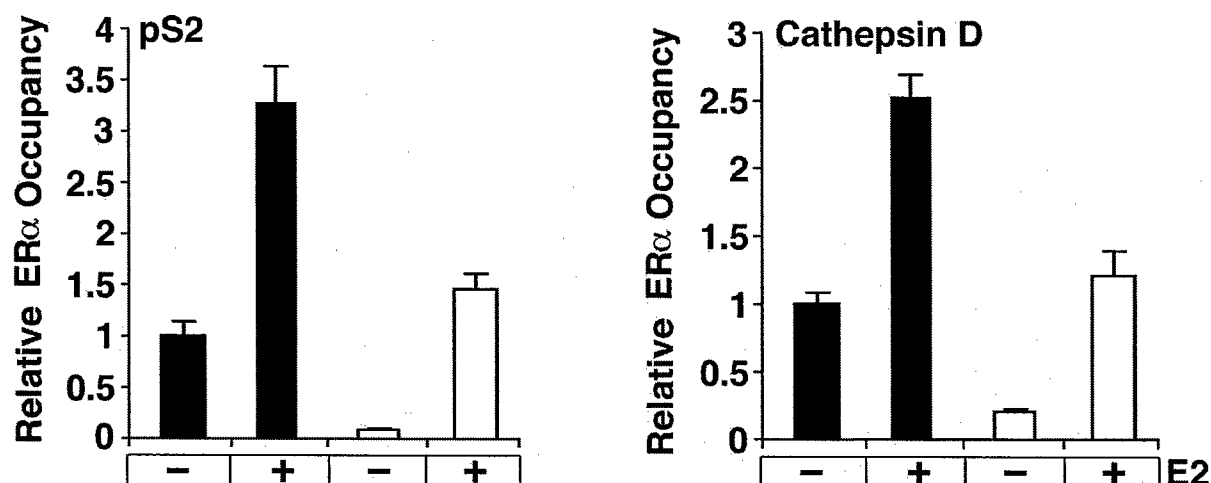 pS2
Relative ERα Occupancy
4
3.5
3
2.5
2
1.5
1
0.5
0
− + − +
Cathepsin D
Relative ERα Occupancy
3
2.5
2
1.5
1
0.5
0
− + − + E2